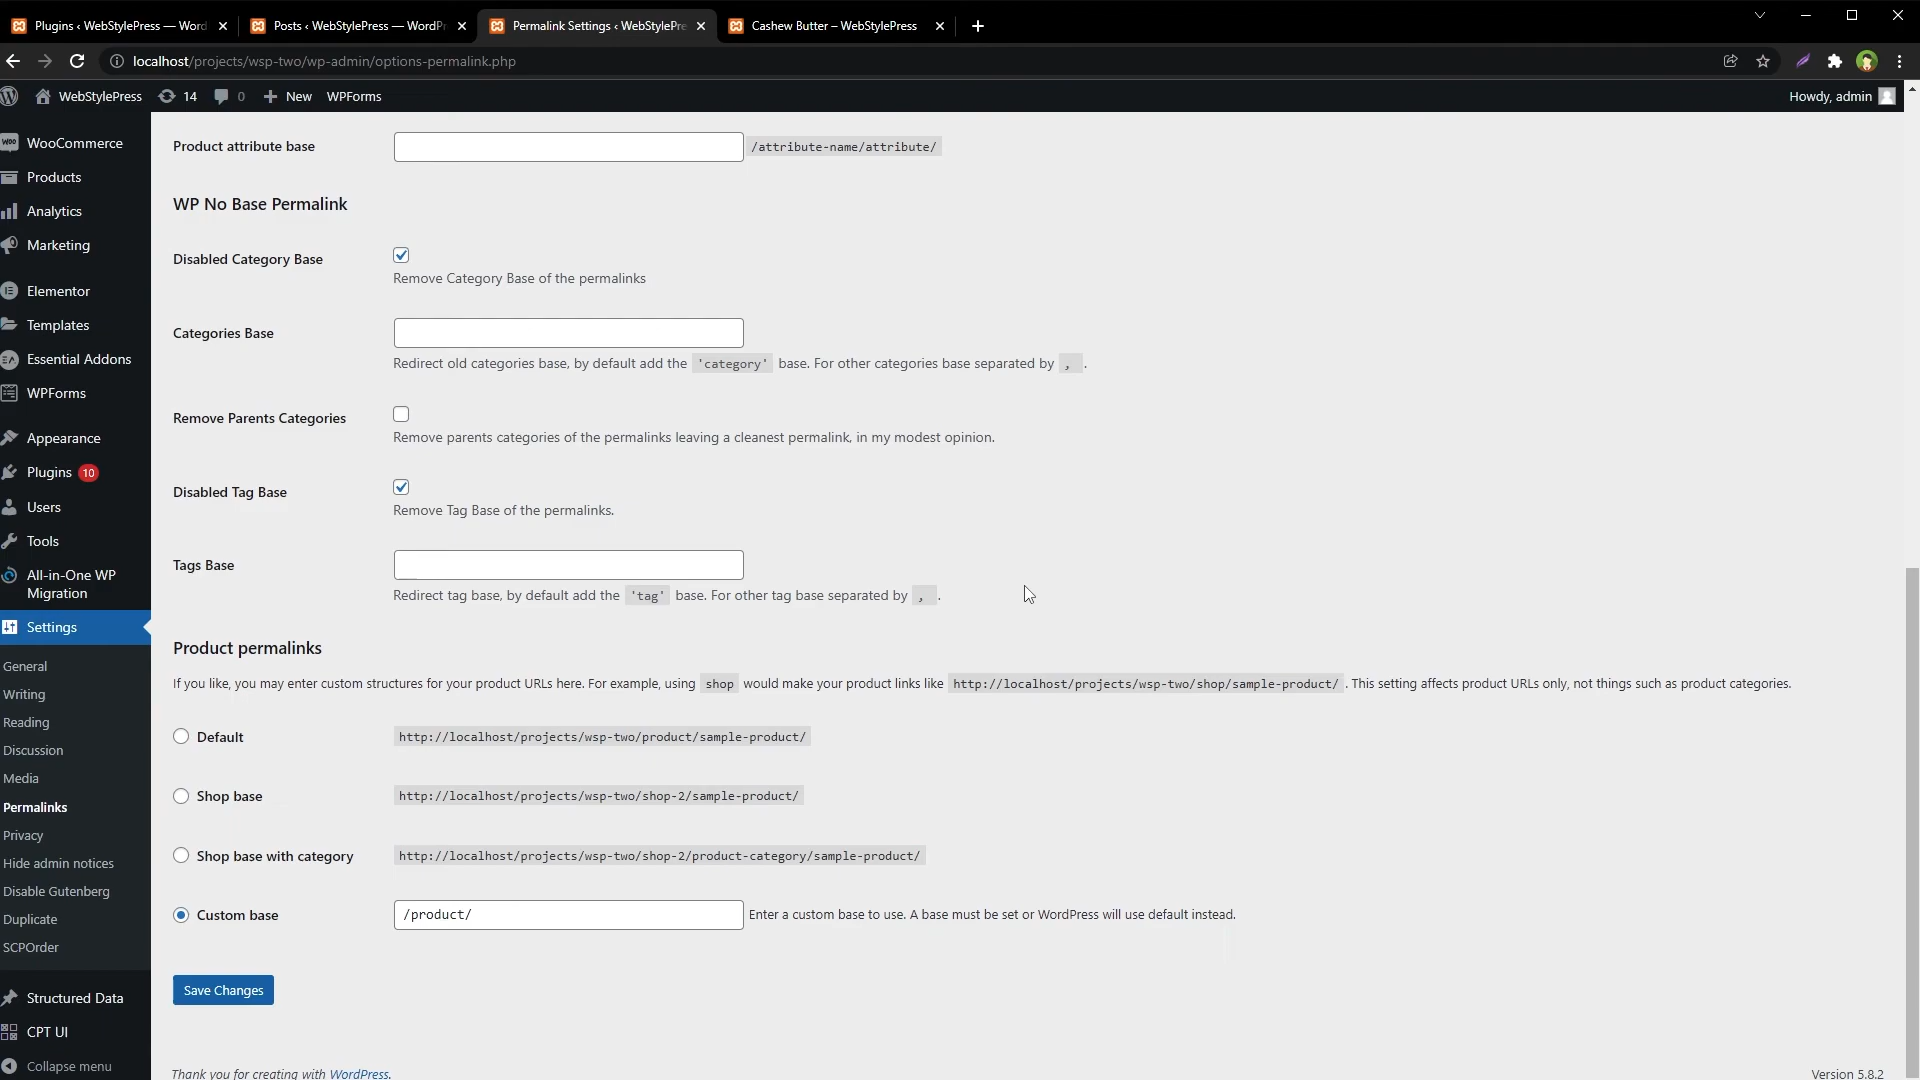 Plugins ‹ WebStylePress — Word
Posts ‹ WebStylePress — WordPr
Permalink Settings ‹ WebStylePre
Cashew Butter – WebStylePress
localhost/projects/wsp-two/wp-admin/options-permalink.php
WebStylePress
14
0
New
WPForms
Howdy, admin
WooCommerce
Products
Analytics
Marketing
Elementor
Templates
Essential Addons
WPForms
Appearance
Plugins 10
Users
Tools
All-in-One WP
Migration
Settings
General
Writing
Reading
Discussion
Media
Permalinks
Privacy
Hide admin notices
Disable Gutenberg
Duplicate
SCPOrder
Structured Data
CPT UI
Collapse menu
Product attribute base
/attribute-name/attribute/
WP No Base Permalink
Disabled Category Base
Remove Category Base of the permalinks
Categories Base
Redirect old categories base, by default add the 'category' base. For other categories base separated by , .
Remove Parents Categories
Remove parents categories of the permalinks leaving a cleanest permalink, in my modest opinion.
Disabled Tag Base
Remove Tag Base of the permalinks.
Tags Base
Redirect tag base, by default add the 'tag' base. For other tag base separated by , .
Product permalinks
If you like, you may enter custom structures for your product URLs here. For example, using shop would make your product links like http://localhost/projects/wsp-two/shop/sample-product/ . This setting affects product URLs only, not things such as product categories.
Default
http://localhost/projects/wsp-two/product/sample-product/
Shop base
http://localhost/projects/wsp-two/shop-2/sample-product/
Shop base with category
http://localhost/projects/wsp-two/shop-2/product-category/sample-product/
Custom base
/product/ Enter a custom base to use. A base must be set or WordPress will use default instead.
Save Changes
Thank you for creating with WordPress.
Version 5.8.2